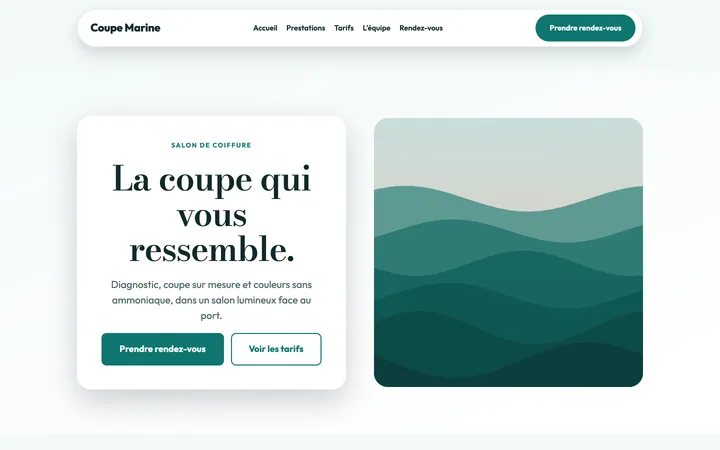 Coupe Marine
Accueil Prestations Tarifs L'équipe Rendez-vous
Prendre rendez-vous
SALON DE COIFFURE
La coupe qui
vous
ressemble.
Diagnostic, coupe sur mesure et couleurs sans
ammoniaque, dans un salon lumineux face au
port.
Prendre rendez-vous
Voir les tarifs